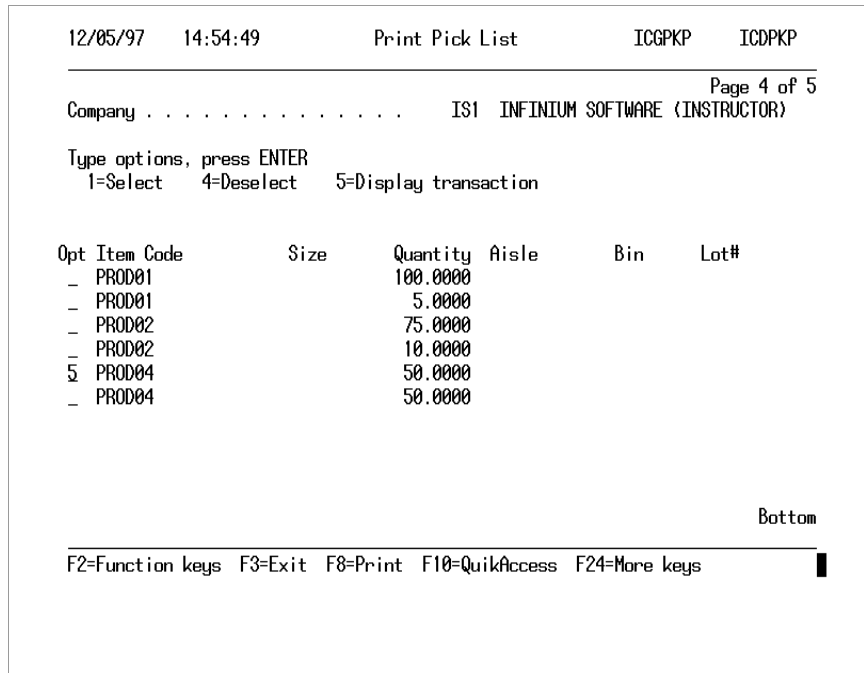 12/05/97 14:54:49 Print Pick List ICGPKP ICDPKP
Page 4 of 5
Company . . . . . . . . . . . . . . IS1 INFINIUM SOFTWARE (INSTRUCTOR)
Type options, press ENTER
1=Select 4=Deselect 5=Display transaction
Opt Item Code Size Quantity Aisle Bin Lot#
_ PROD01 100.0000
_ PROD01 5.0000
_ PROD02 75.0000
_ PROD02 10.0000
5 PROD04 50.0000
_ PROD04 50.0000
Bottom
F2=Function keys F3=Exit F8=Print F10=QuikAccess F24=More keys